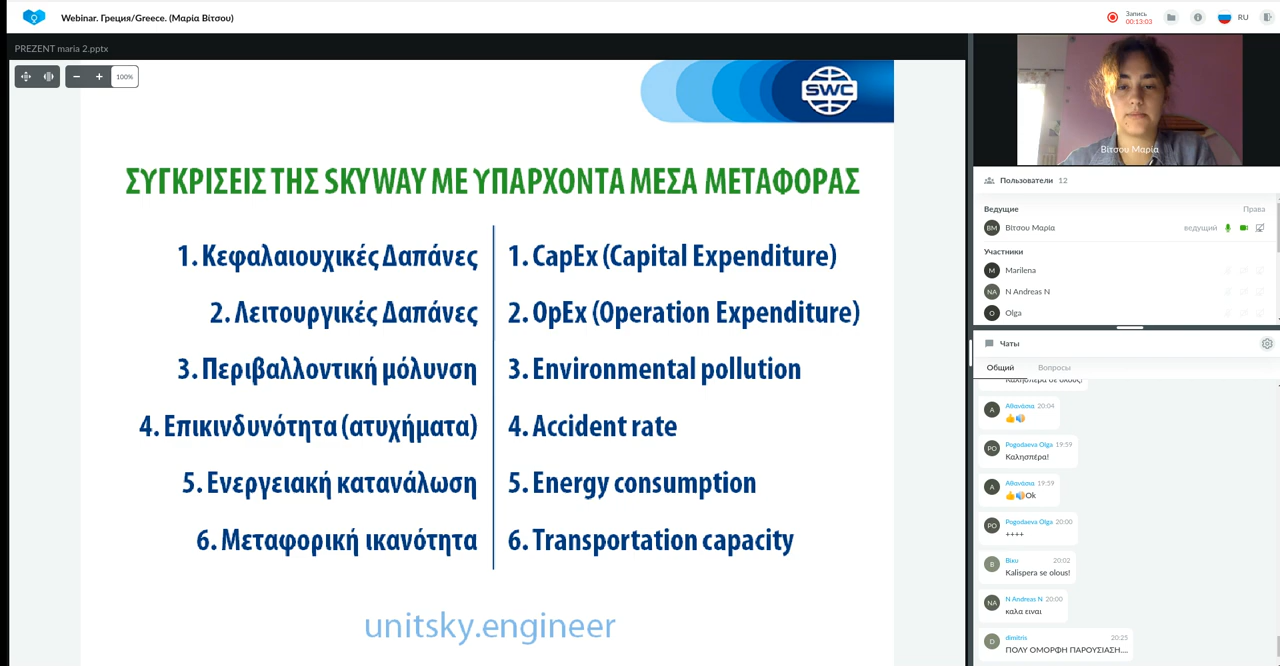 Webinar. Греция/Greece. (Μαρία Βίτσου)
Запись
00:13:03
RU
PREZENT maria 2.pptx
100%
SWC
ΣΥΓΚΡΙΣΕΙΣ ΤΗΣ SKYWAY ΜΕ ΥΠΑΡΧΟΝΤΑ ΜΕΣΑ ΜΕΤΑΦΟΡΑΣ
1. Κεφαλαιουχικές Δαπάνες
1. CapEx (Capital Expenditure)
2. Λειτουργικές Δαπάνες
2. OpEx (Operation Expenditure)
3. Περιβαλλοντική μόλυνση
3. Environmental pollution
4. Επικινδυνότητα (ατυχήματα)
4. Accident rate
5. Ενεργειακή κατανάλωση
5. Energy consumption
6. Μεταφορική ικανότητα
6. Transportation capacity
unitsky.engineer
Βίτσου Μαρία
Пользователи 12
Ведущие
Права
ΒΜ
Βίτσου Μαρία
ведущий
Участники
M
Marilena
NA
N Andreas N
O
Olga
Чаты
Общий
Вопросы
A
Αθανάσια 20:04
PO
Pogodaeva Olga 19:59
Καλησπέρα!
A
Αθανάσια 19:59
👍Ok
PO
Pogodaeva Olga 20:00
++++
B
20:02
Kalispera se olous!
NA
N Andreas N 20:00
καλα ειναι
D
dimitris 20:25
ΠΟΛΥ ΟΜΟΡΦΗ ΠΑΡΟΥΣΙΑΣΗ....